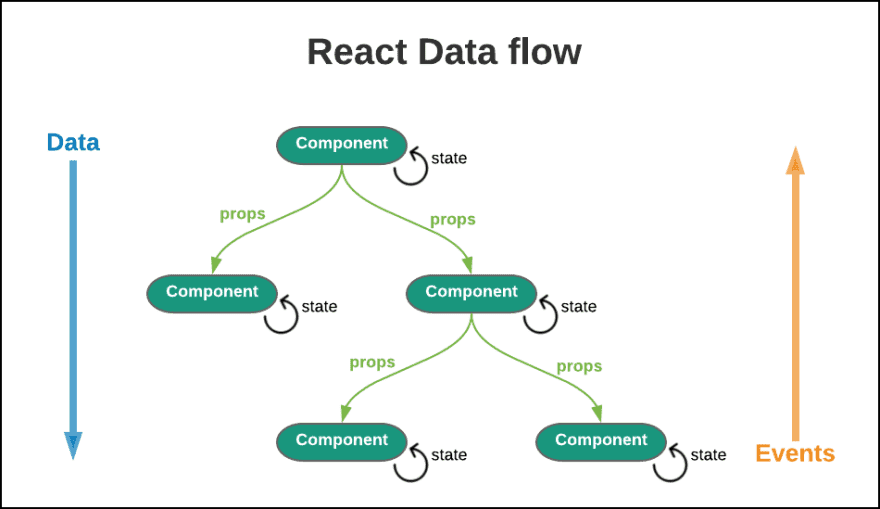 React Data flow
Data
Component
state
props
props
Component
state
Component
state
props
props
Component
state
Component
state
Events